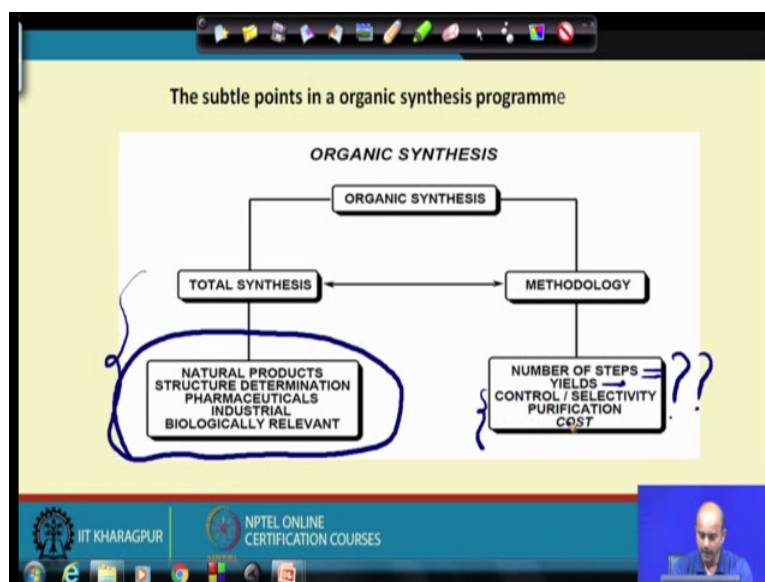 The subtle points in a organic synthesis programme
ORGANIC SYNTHESIS
ORGANIC SYNTHESIS
TOTAL SYNTHESIS
METHODOLOGY
NATURAL PRODUCTS
STRUCTURE DETERMINATION
PHARMACEUTICALS
INDUSTRIAL
BIOLOGICALLY RELEVANT
NUMBER OF STEPS ??
YIELDS
CONTROL / SELECTIVITY
PURIFICATION
COST
IIT KHARAGPUR
NPTEL ONLINE
CERTIFICATION COURSES